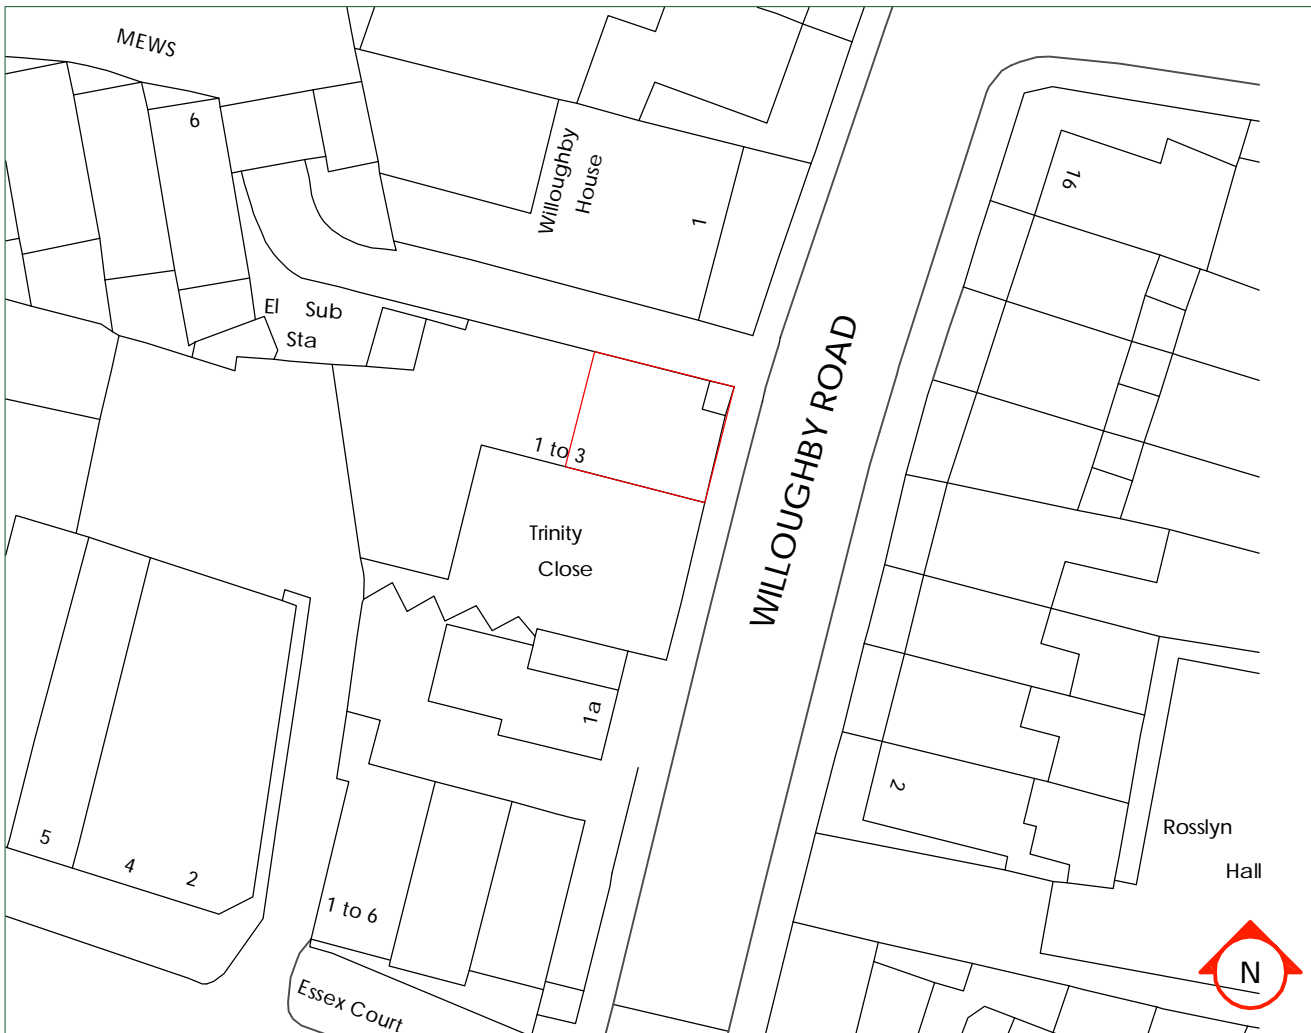 MEWS
6
Willoughby
House
1
16
El Sub
Sta
WILLOUGHBY ROAD
1 to 3
Trinity
Close
1a
2
Rosslyn
Hall
5
4
2
1 to 6
Essex Court
N